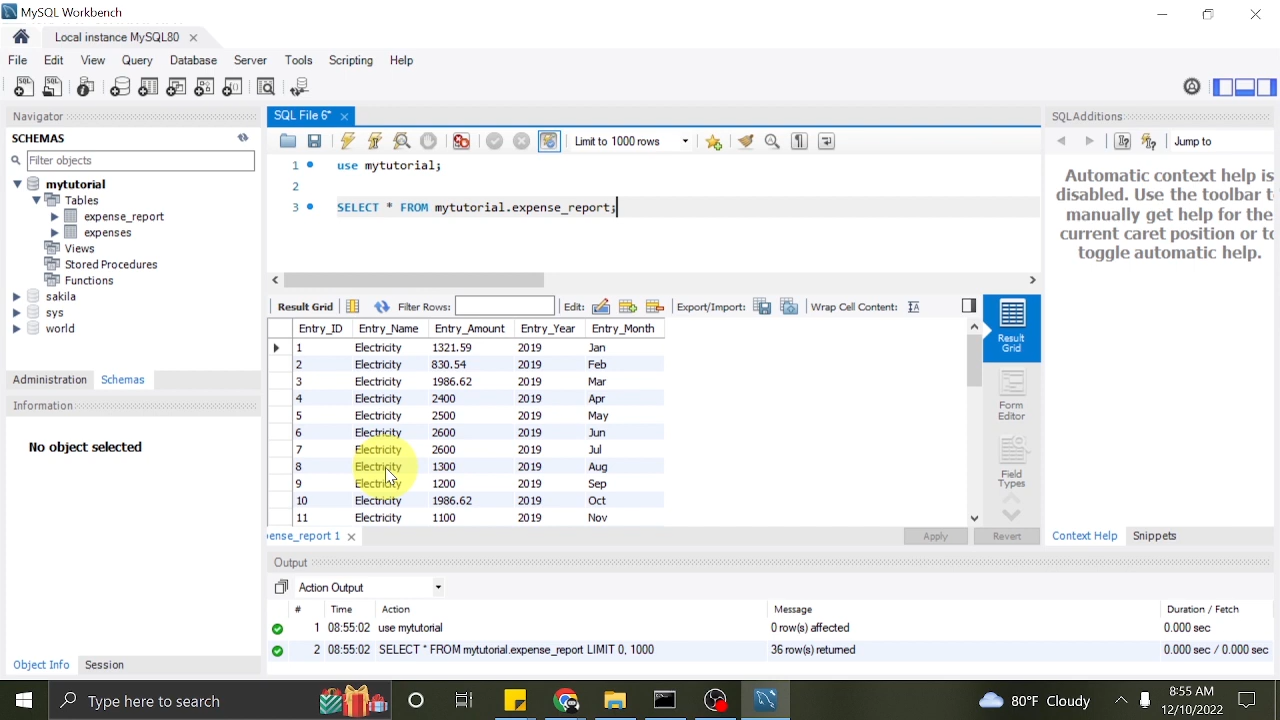 MySQL Workbench
Local instance MySQL80
File Edit View Query Database Server Tools Scripting Help
Navigator
SCHEMAS
Filter objects
mytutorial
Tables
expense_report
expenses
Views
Stored Procedures
Functions
sakila
sys
world
Administration Schemas
Information
No object selected
Object Info Session
SQL File 6*
Limit to 1000 rows
1 use mytutorial;
2
3 SELECT * FROM mytutorial.expense_report;
Result Grid Filter Rows: Edit: Export/Import: Wrap Cell Content:
Entry_ID Entry_Name Entry_Amount Entry_Year Entry_Month
1 Electricity 1321.59 2019 Jan
2 Electricity 830.54 2019 Feb
3 Electricity 1986.62 2019 Mar
4 Electricity 2400 2019 Apr
5 Electricity 2500 2019 May
6 Electricity 2600 2019 Jun
7 Electricity 2600 2019 Jul
8 Electricity 1300 2019 Aug
9 Electricity 1200 2019 Sep
10 Electricity 1986.62 2019 Oct
11 Electricity 1100 2019 Nov
Result
Grid
Form
Editor
Field
Types
ense_report 1
Apply Revert
SQLAdditions
Jump to
Automatic context help is
disabled. Use the toolbar t
manually get help for the
current caret position or to
toggle automatic help.
Context Help Snippets
Output
Action Output
# Time Action Message Duration / Fetch
1 08:55:02 use mytutorial 0 row(s) affected 0.000 sec
2 08:55:02 SELECT * FROM mytutorial.expense_report LIMIT 0, 1000 36 row(s) returned 0.000 sec / 0.000 sec
Type here to search
80°F Cloudy
8:55 AM
12/10/2022